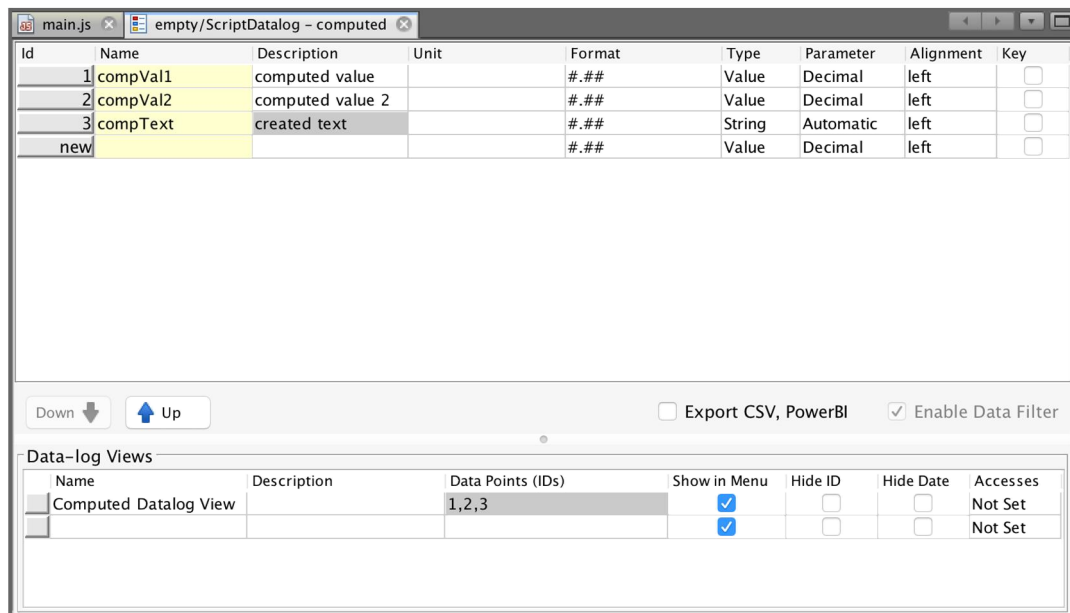 main.js empty/ScriptDatalog – computed
Id Name Description Unit Format Type Parameter Alignment Key
1 compVal1 computed value #.## Value Decimal left
2 compVal2 computed value 2 #.## Value Decimal left
3 compText created text #.## String Automatic left
new #.## Value Decimal left
Down Up Export CSV, PowerBI Enable Data Filter
Data-log Views
Name Description Data Points (IDs) Show in Menu Hide ID Hide Date Accesses
Computed Datalog View 1,2,3 Not Set
Not Set